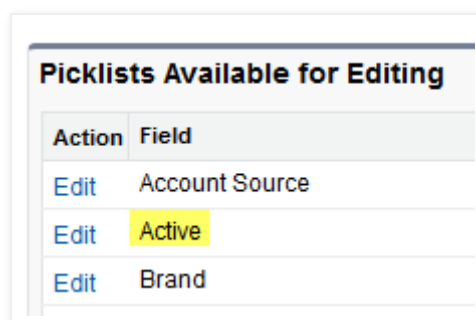 Picklists Available for Editing
Action Field
Edit Account Source
Edit Active
Edit Brand